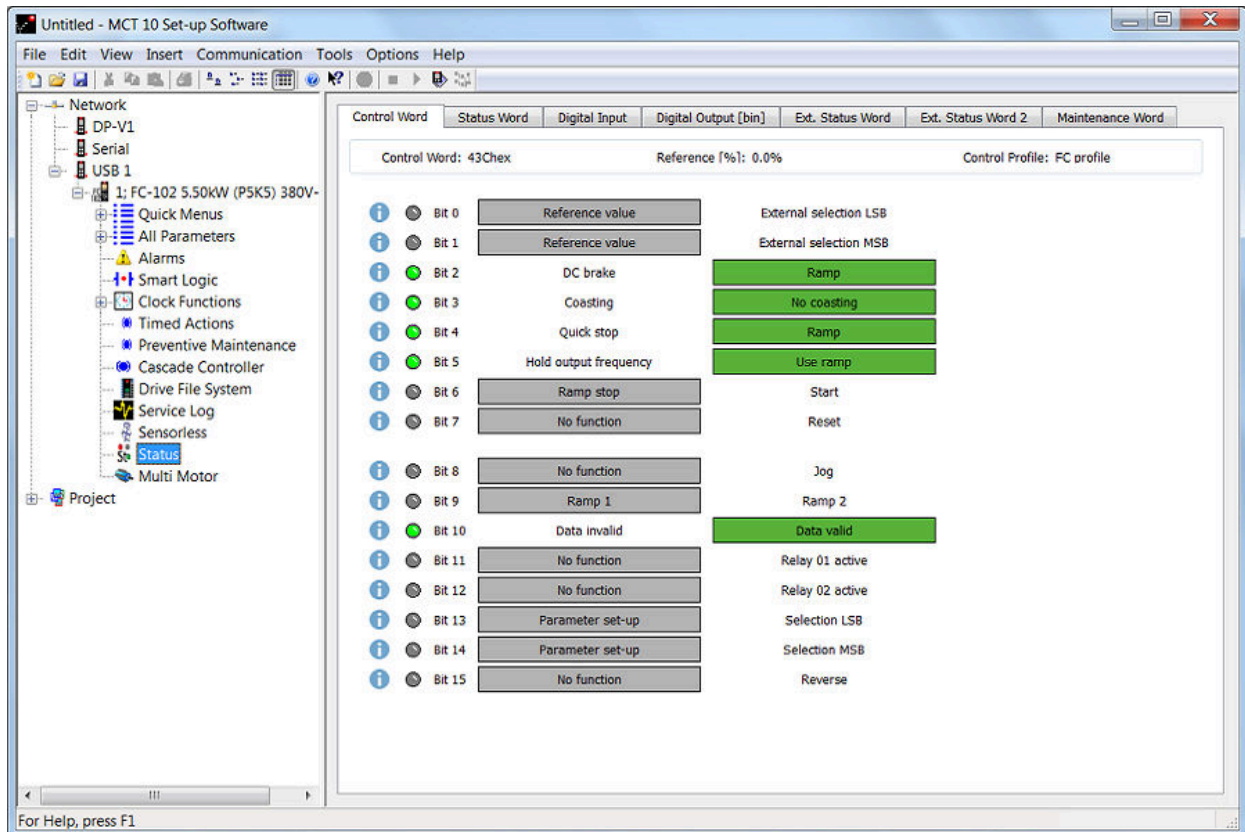 Untitled - MCT 10 Set-up Software
File Edit View Insert Communication Tools Options Help
Network
DP-V1
Serial
USB 1
1; FC-102 5.50kW (P5K5) 380V-
Quick Menus
All Parameters
Alarms
Smart Logic
Clock Functions
Timed Actions
Preventive Maintenance
Cascade Controller
Drive File System
Service Log
Sensorless
Status
Multi Motor
Project
Control Word Status Word Digital Input Digital Output [bin] Ext. Status Word Ext. Status Word 2 Maintenance Word
Control Word: 43Chex Reference [%]: 0.0% Control Profile: FC profile
Bit 0 Reference value External selection LSB
Bit 1 Reference value External selection MSB
Bit 2 DC brake Ramp
Bit 3 Coasting No coasting
Bit 4 Quick stop Ramp
Bit 5 Hold output frequency Use ramp
Bit 6 Ramp stop Start
Bit 7 No function Reset
Bit 8 No function Jog
Bit 9 Ramp 1 Ramp 2
Bit 10 Data invalid Data valid
Bit 11 No function Relay 01 active
Bit 12 No function Relay 02 active
Bit 13 Parameter set-up Selection LSB
Bit 14 Parameter set-up Selection MSB
Bit 15 No function Reverse
For Help, press F1